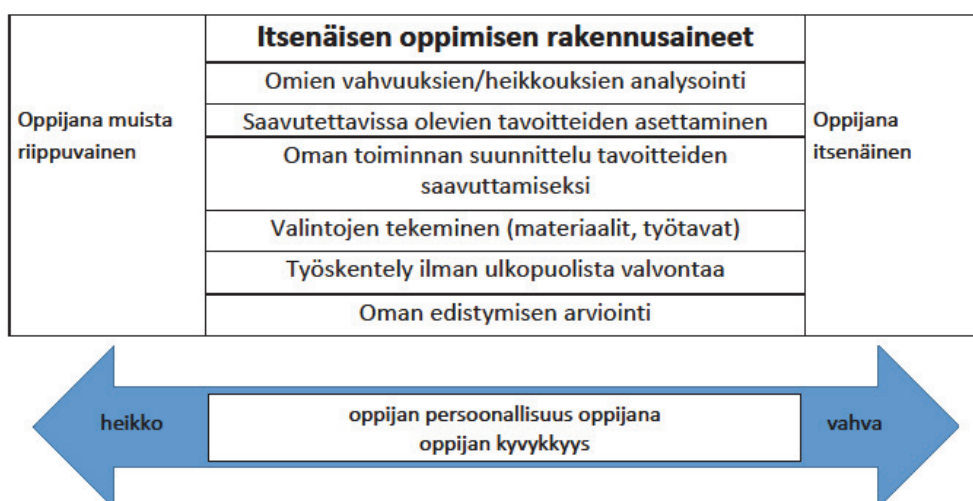 Itsenäisen oppimisen rakennusaineet
Oppijana muista
riippuvainen
Omien vahvuuksien/heikkouksien analysointi
Saavutettavissa olevien tavoitteiden asettaminen
Oman toiminnan suunnittelu tavoitteiden
saavuttamiseksi
Valintojen tekeminen (materiaalit, työtavat)
Työskentely ilman ulkopuolista valvontaa
Oman edistymisen arviointi
Oppijana
itsenäinen
heikko
oppijan persoonallisuus oppijana
oppijan kyvykkyys
vahva